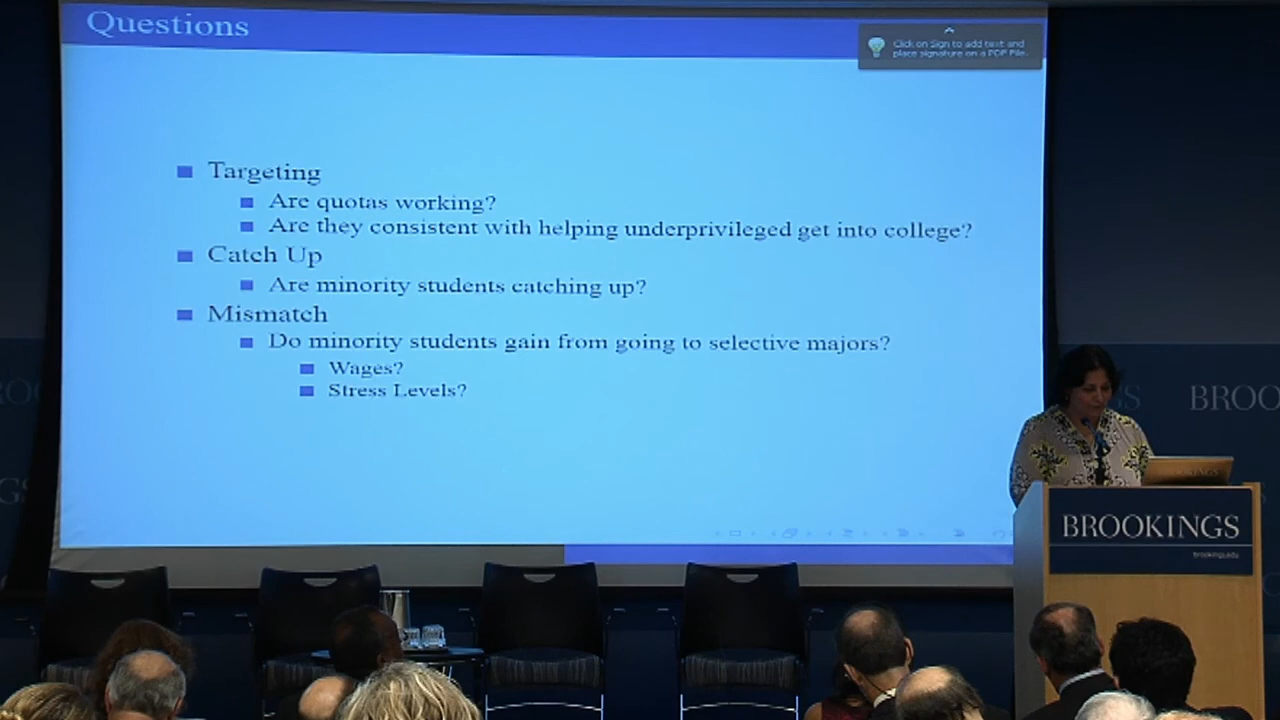 Questions
Click on Sign to add text and
place signature on a PDF File.
Targeting
Are quotas working?
Are they consistent with helping underprivileged get into college?
Catch Up
Are minority students catching up?
Mismatch
Do minority students gain from going to selective majors?
Wages?
Stress Levels?
BROO
BROOKINGS
brookings.edu